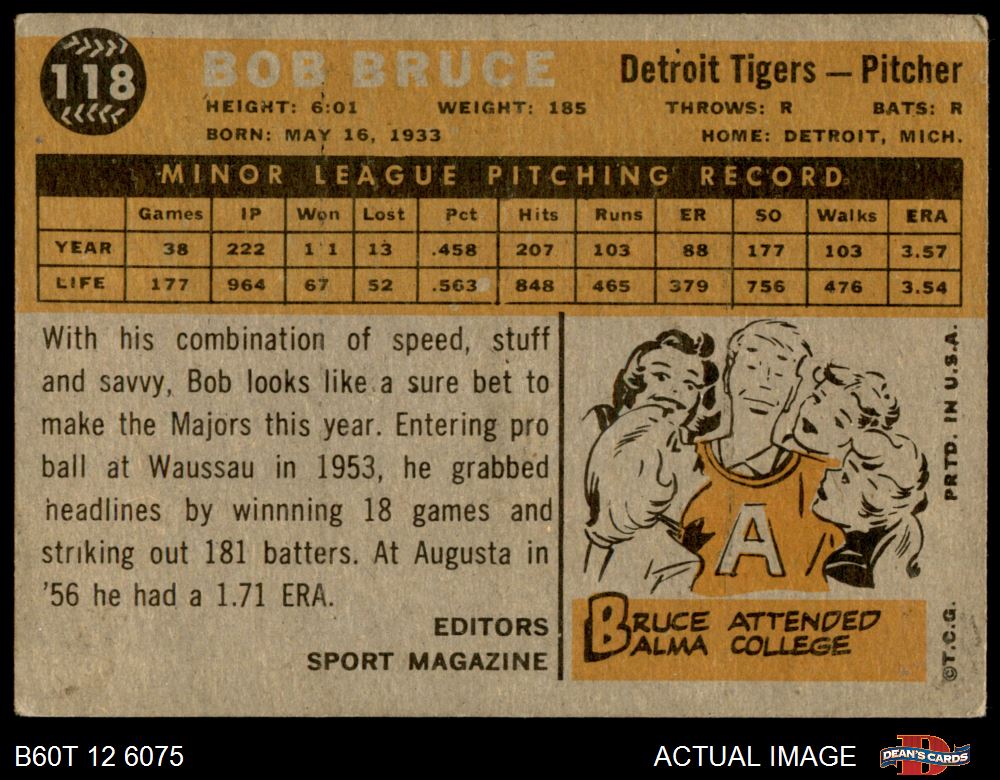 118
BOB BRUCE
Detroit Tigers — Pitcher
HEIGHT: 6:01 WEIGHT: 185 THROWS: R BATS: R
BORN: MAY 16, 1933 HOME: DETROIT, MICH.
MINOR LEAGUE PITCHING RECORD
Games IP Won Lost Pct Hits Runs ER SO Walks ERA
YEAR 38 222 11 13 .458 207 103 88 177 103 3.57
LIFE 177 964 67 52 .563 848 465 379 756 476 3.54
With his combination of speed, stuff
and savvy, Bob looks like a sure bet to
make the Majors this year. Entering pro
ball at Waussau in 1953, he grabbed
headlines by winnning 18 games and
striking out 181 batters. At Augusta in
'56 he had a 1.71 ERA.
EDITORS
SPORT MAGAZINE
A
BRUCE ATTENDED
ALMA COLLEGE
PRTD. IN U.S.A.
©T.C.G.
B60T 12 6075
ACTUAL IMAGE
D
DEAN'S CARDS